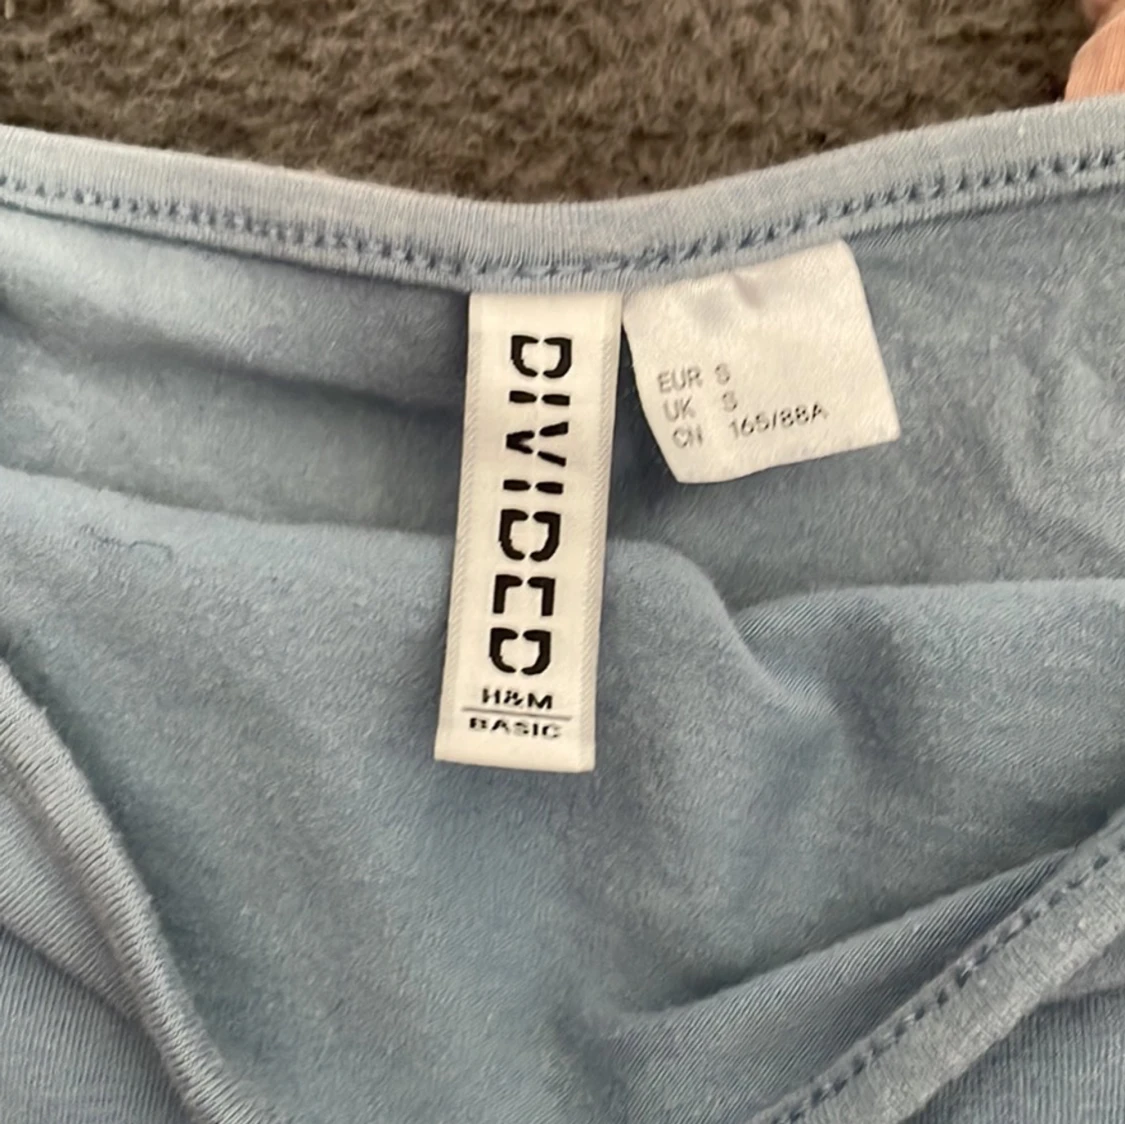 DIVIDED
H&M
BASIC
EUR S
UK S
CN 165/88A